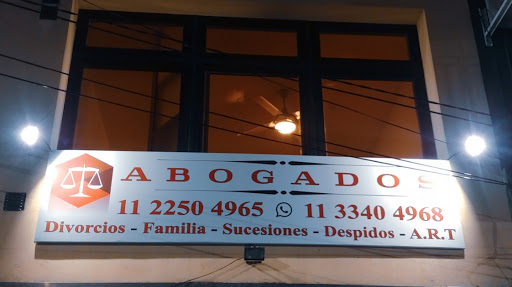 ABOGADOS
11 2250 4965 11 3340 4968
Divorcios - Familia - Sucesiones - Despidos - A.R.T